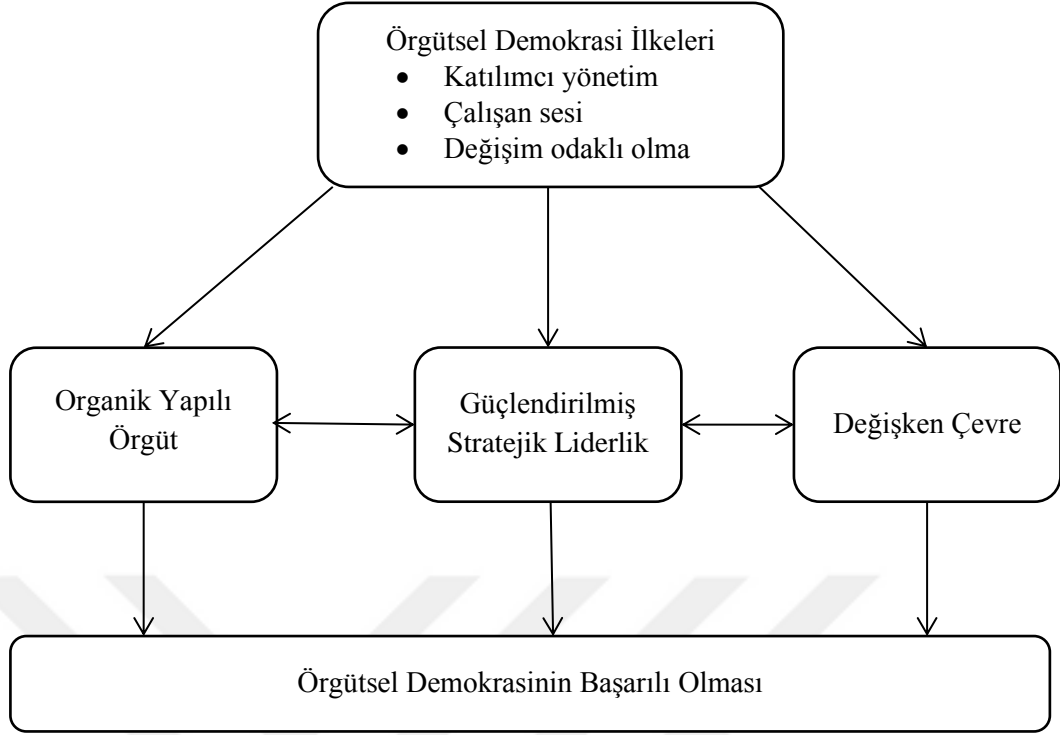 Örgütsel Demokrasi İlkeleri
• Katılımcı yönetim
• Çalışan sesi
• Değişim odaklı olma
Organik Yapılı
Örgüt
Güçlendirilmiş
Stratejik Liderlik
Değişken Çevre
Örgütsel Demokrasinin Başarılı Olması